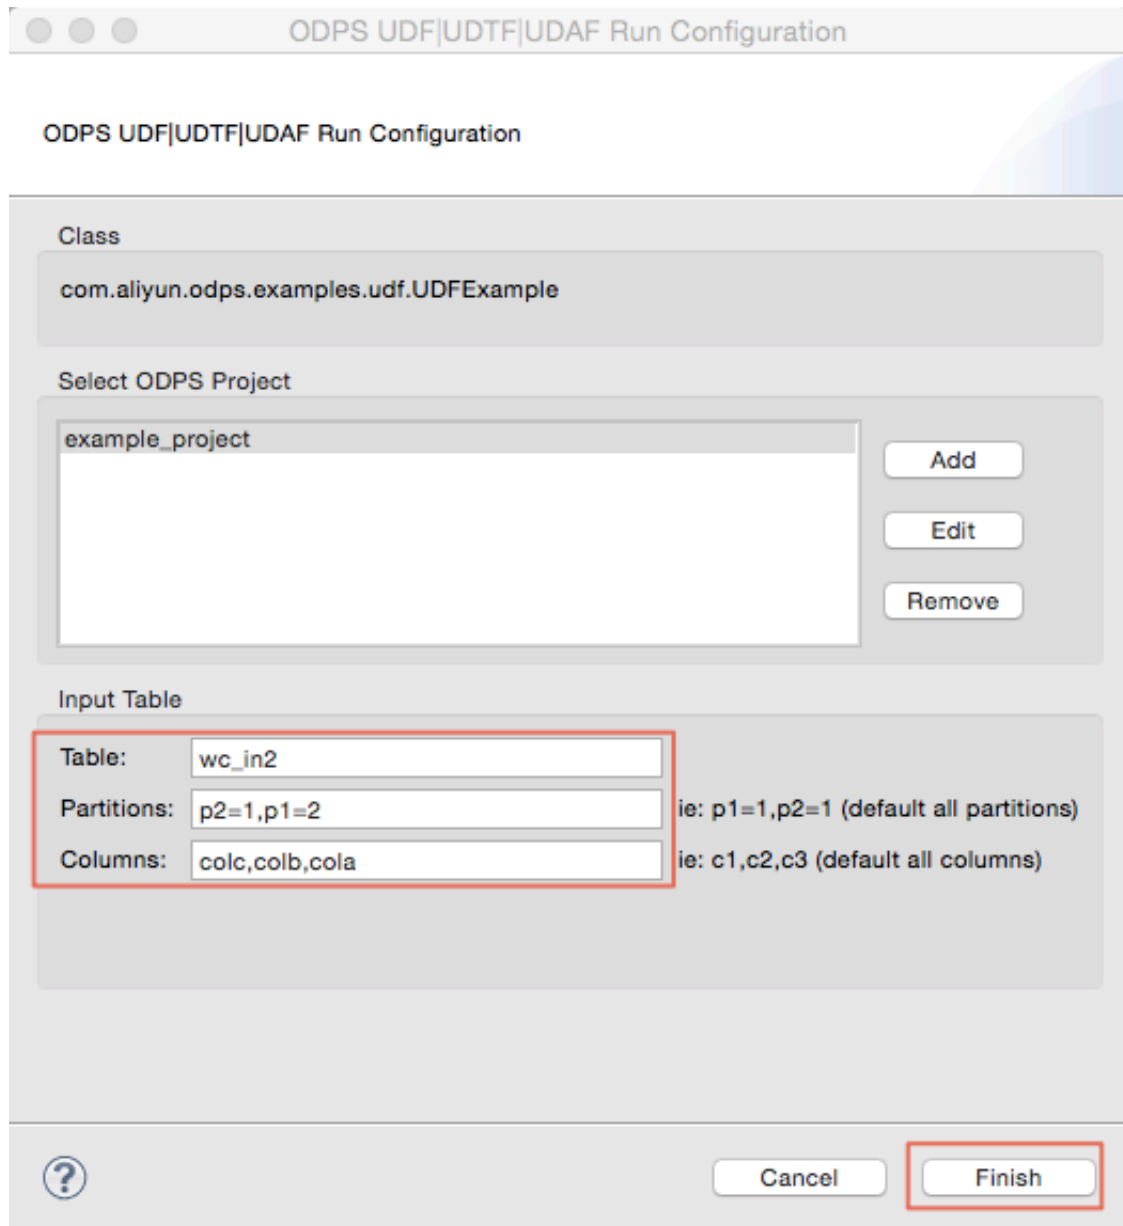 ODPS UDF|UDTF|UDAF Run Configuration
ODPS UDF|UDTF|UDAF Run Configuration
Class
com.aliyun.odps.examples.udf.UDFExample
Select ODPS Project
example_project
Add
Edit
Remove
Input Table
Table: wc_in2
Partitions: p2=1,p1=2 ie: p1=1,p2=1 (default all partitions)
Columns: colc,colb,cola ie: c1,c2,c3 (default all columns)
? Cancel Finish